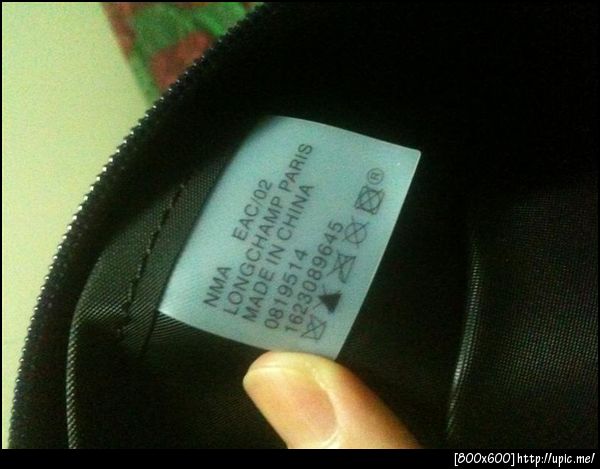 NMA EAC/02
LONGCHAMP PARIS
MADE IN CHINA
0819514
1623089645
®
[800x600]http://upic.me/